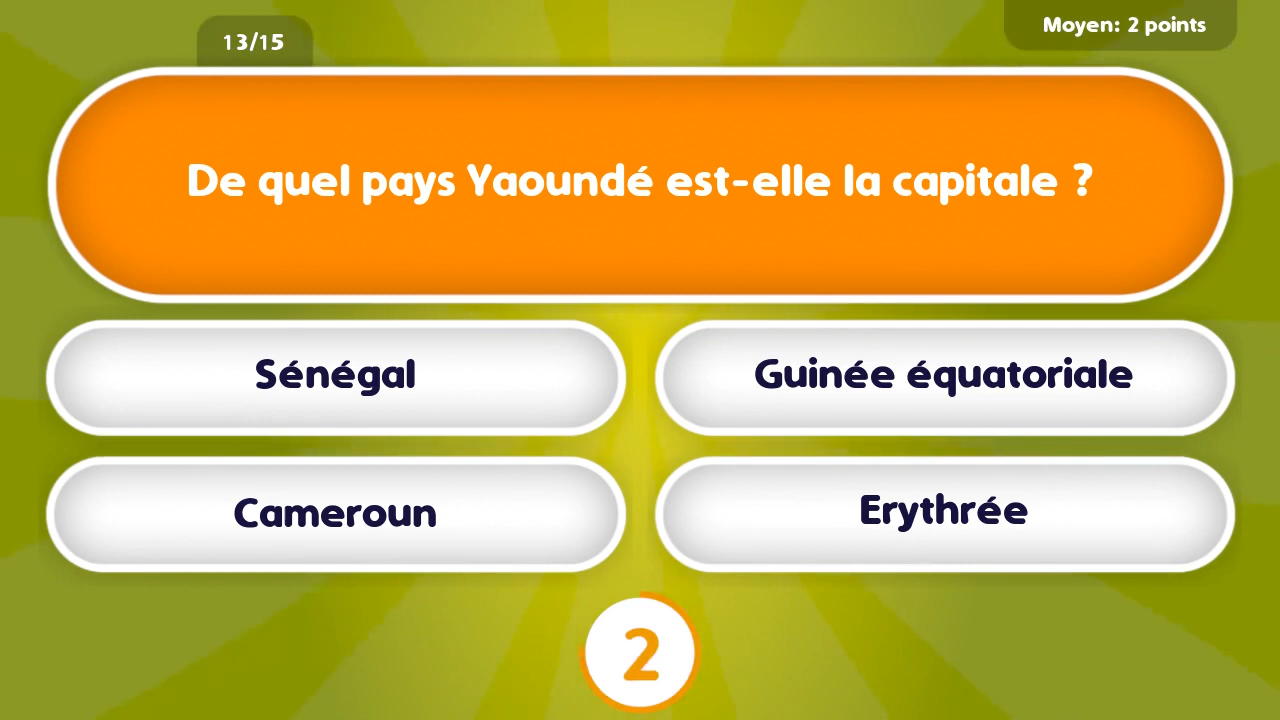 13/15
Moyen: 2 points
De quel pays Yaoundé est-elle la capitale ?
Sénégal
Guinée équatoriale
Cameroun
Erythrée
2